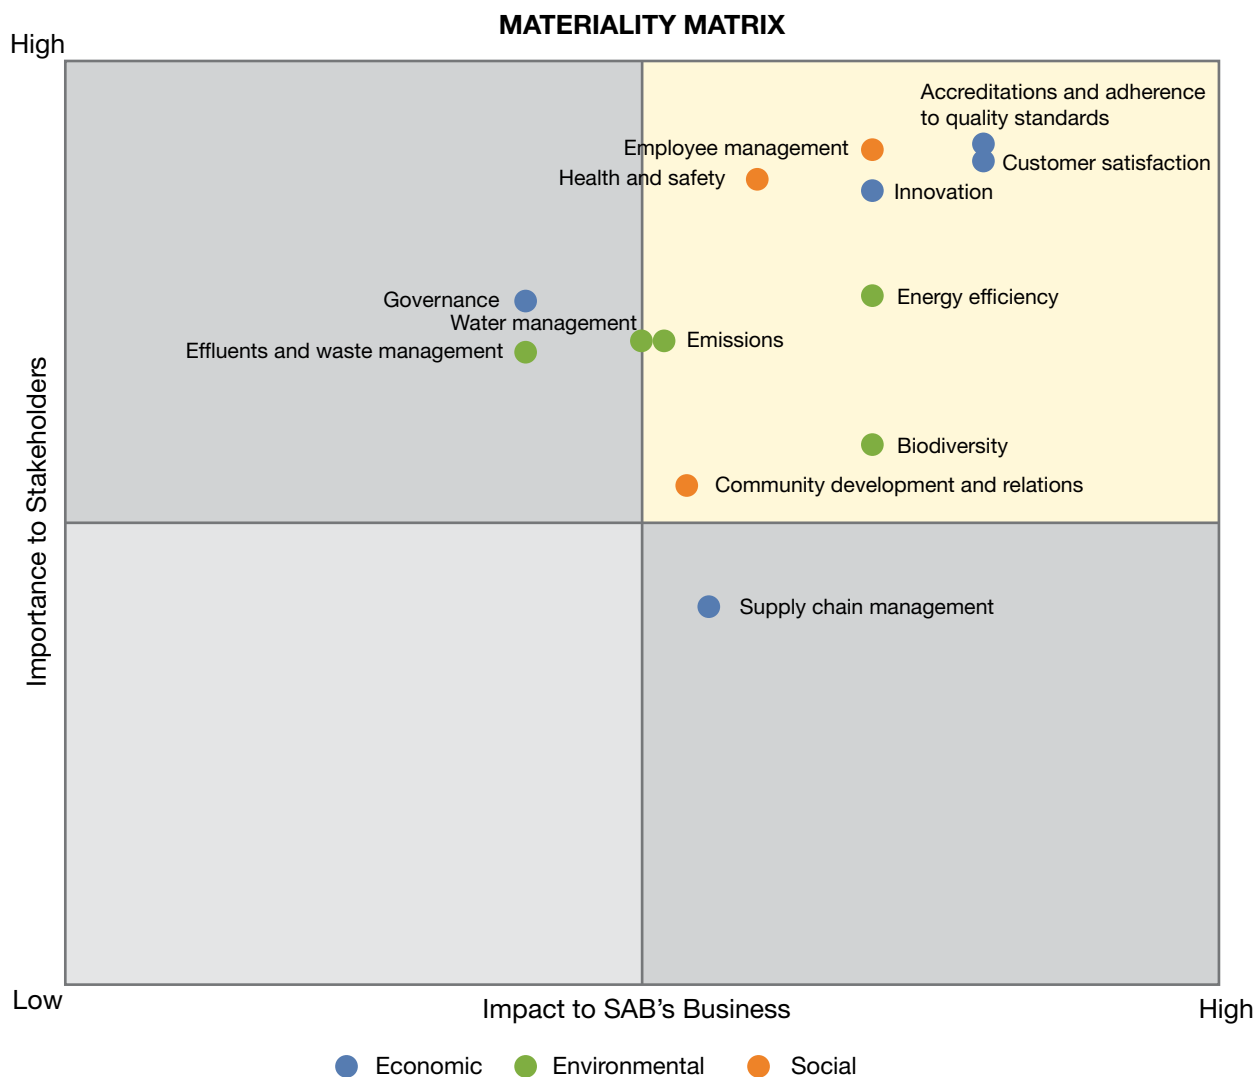 MATERIALITY MATRIX
High
Accreditations and adherence
to quality standards
Employee management
Customer satisfaction
Health and safety
Innovation
Governance
Energy efficiency
Water management
Emissions
Effluents and waste management
Importance to Stakeholders
Biodiversity
Community development and relations
Supply chain management
Low
Impact to SAB’s Business
High
Economic
Environmental
Social